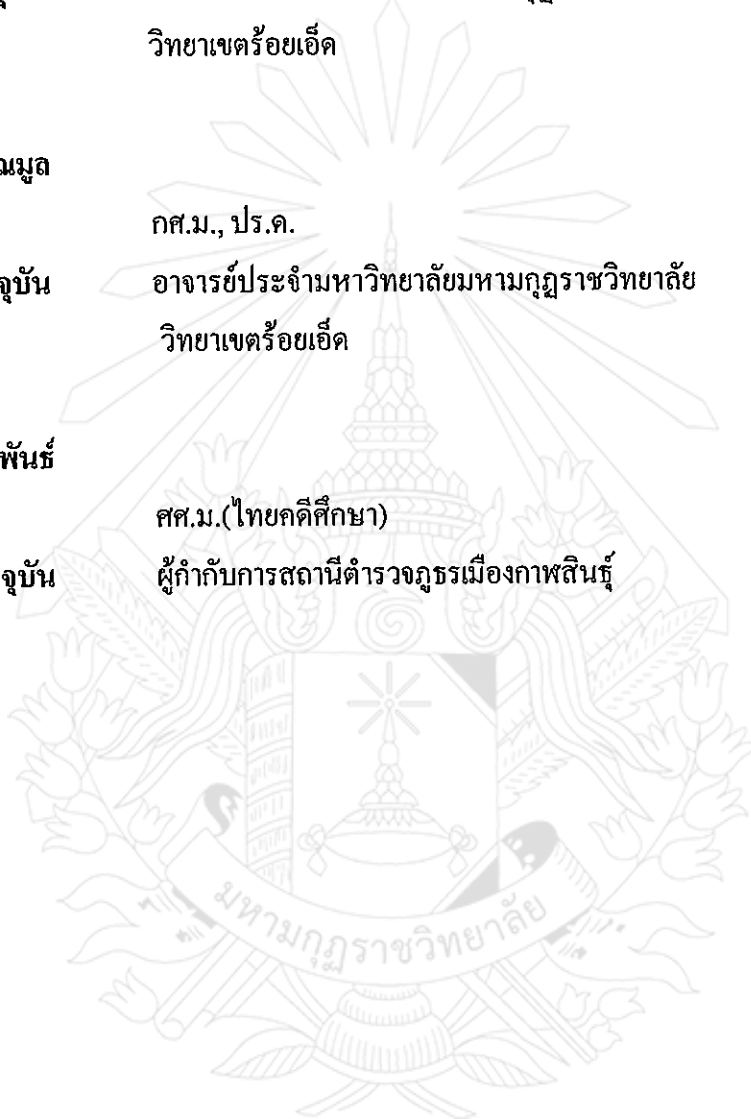 วิทยาเขตร้อยเอ็ด
ณมูล
กศ.ม., ปร.ด.
จุบัน อาจารย์ประจำมหาวิทยาลัยมหามกุฏราชวิทยาลัย
วิทยาเขตร้อยเอ็ด
พันธ์
ศศ.ม.(ไทยคดีศึกษา)
จุบัน ผู้กำกับการสถานีตำรวจภูธรเมืองกาฬสินธุ์
มหามกุฏราชวิทยาลัย